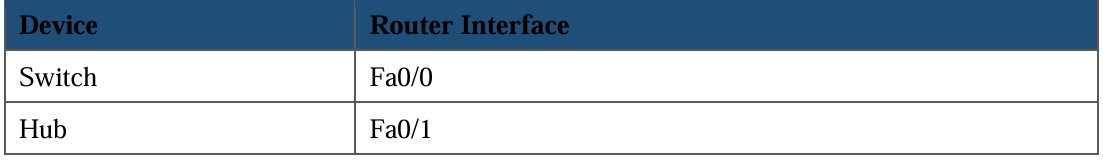 Device Router Interface
Switch Fa0/0
Hub Fa0/1